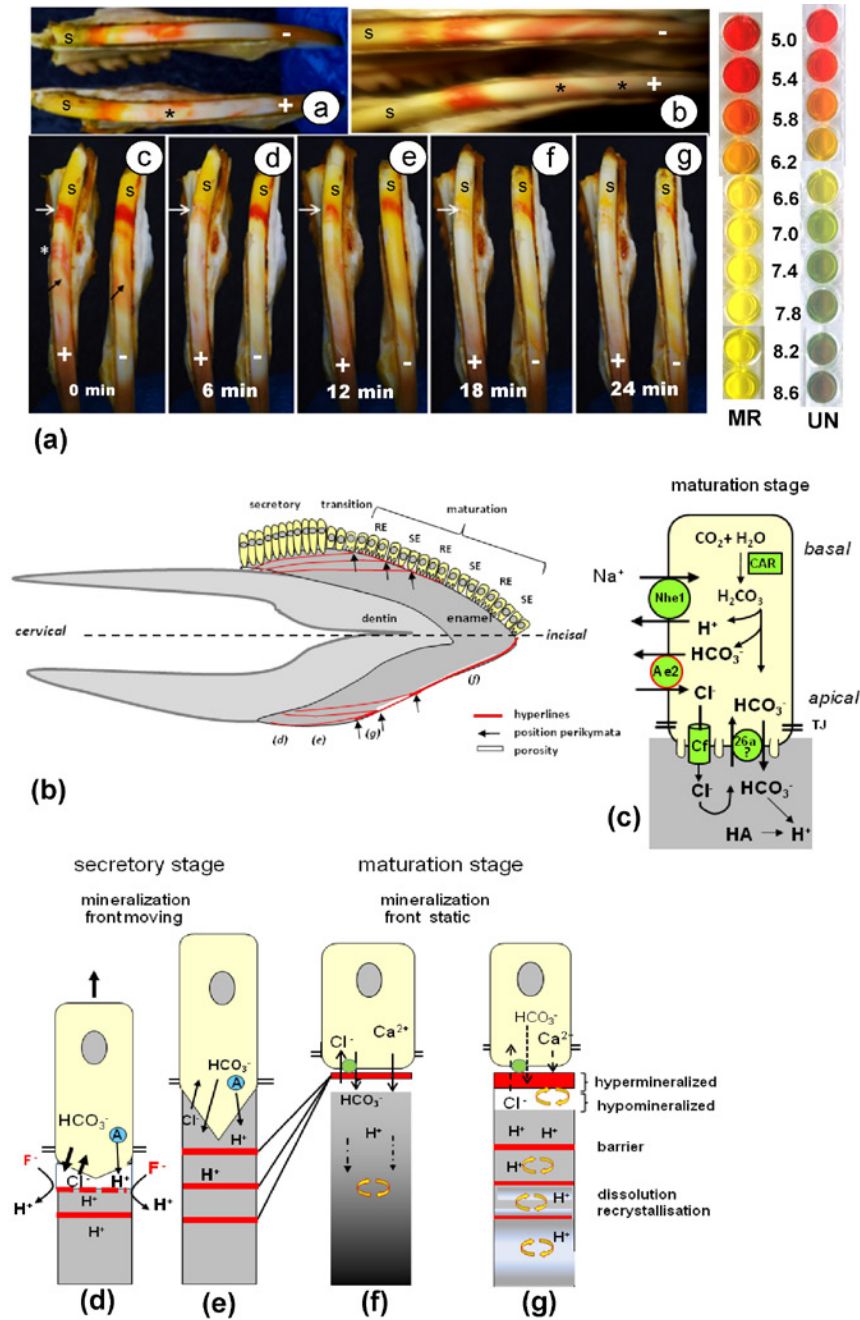 s
-
s
*
+
a
s
-
s
*
*
+
b
c
d
e
f
g
s
s
s
s
s
s
s
s
s
s
*
+
-
+
-
+
-
+
-
+
-
0 min
6 min
12 min
18 min
24 min
5.0
5.4
5.8
6.2
6.6
7.0
7.4
7.8
8.2
8.6
MR
UN
(a)
secretory transition maturation
RE
SE
RE
SE
RE
SE
dentin
enamel
cervical
incisal
(d) (e) (g) (f)
hyperlines
position perikymata
porosity
(b)
maturation stage
CO₂ + H₂O
basal
CAR
Na⁺
Nhe1
H₂CO₃
H⁺
HCO₃⁻
Ae2
Cl⁻
HCO₃⁻
apical
TJ
Cf
26a
?
Cl⁻
HCO₃⁻
HA
H⁺
(c)
secretory stage
maturation stage
mineralization
front moving
mineralization
front static
HCO₃⁻
A
F⁻
Cl⁻
H⁺
F⁻
H⁺
H⁺
H⁺
H⁺
(d)
HCO₃⁻
A
Cl⁻
H⁺
H⁺
(e)
Cl⁻
Ca²⁺
HCO₃⁻
H⁺
(f)
HCO₃⁻
Ca²⁺
Cl⁻
H⁺ H⁺
H⁺
H⁺
H⁺
hypermineralized
hypomineralized
barrier
dissolution
recrystallisation
(g)